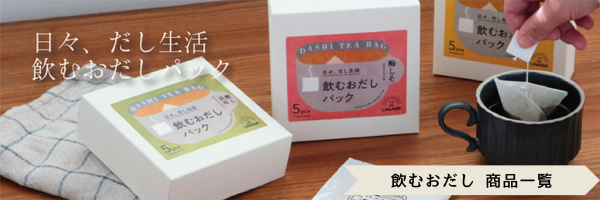 日々、だし生活
飲むおだしパック
DASHI TEA BAG
日々、だし生活
飲むおだし
パック
5pcs
DASHI TEA BAG
梅しそ
日々、だし生活
飲むおだし
パック
5pcs
UMAMI
日々、だし生活
飲むおだし
パック
5
飲むおだし 商品一覧